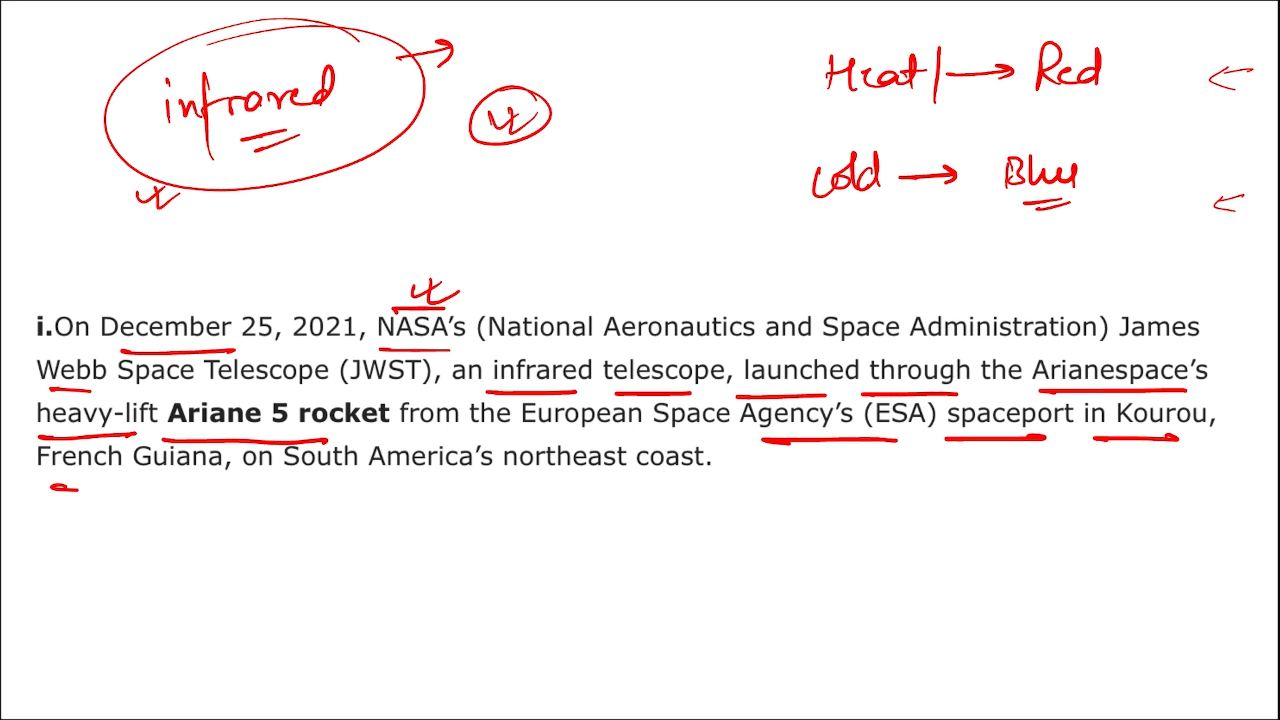 infrared
Heat → Red
Cold → Blue
i.On December 25, 2021, NASA’s (National Aeronautics and Space Administration) James
Webb Space Telescope (JWST), an infrared telescope, launched through the Arianespace’s
heavy-lift Ariane 5 rocket from the European Space Agency’s (ESA) spaceport in Kourou,
French Guiana, on South America’s northeast coast.